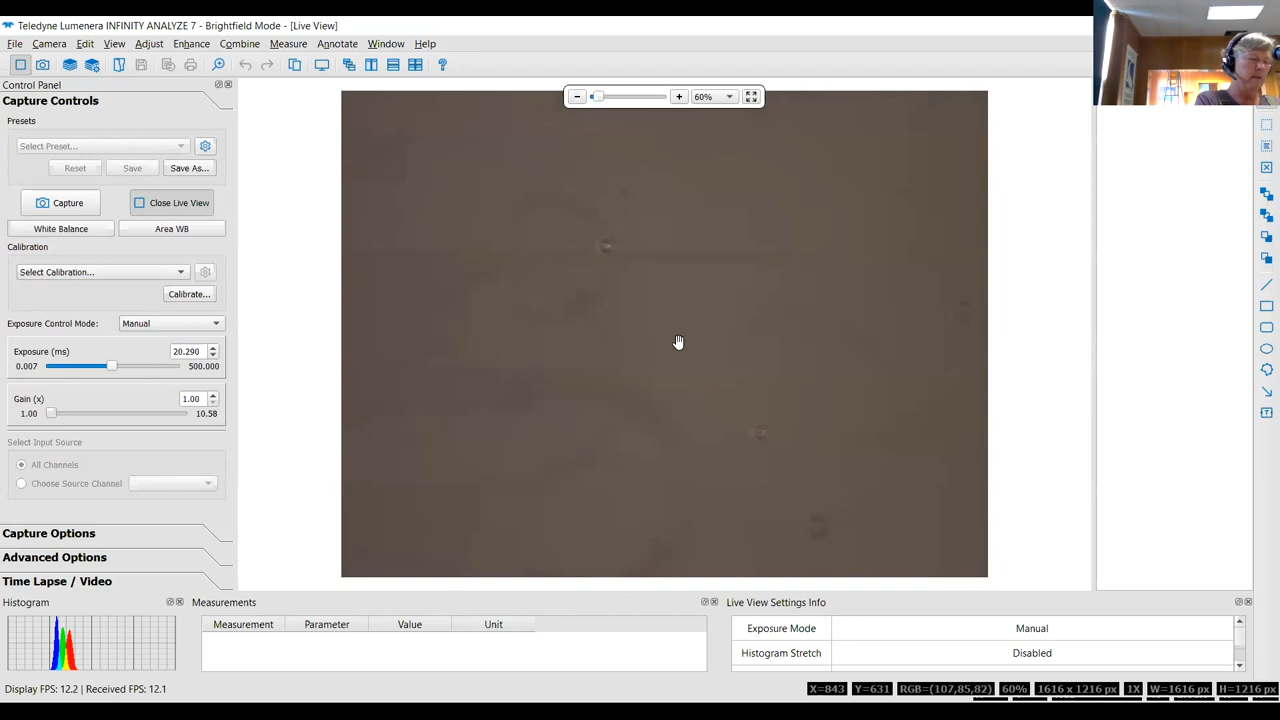 Teledyne Lumenera INFINITY ANALYZE 7 - Brightfield Mode - [Live View]
File Camera Edit View Adjust Enhance Combine Measure Annotate Window Help
Control Panel
Capture Controls
Presets
Select Preset...
Reset Save Save As...
Capture Close Live View
White Balance Area WB
Calibration
Select Calibration...
Calibrate...
Exposure Control Mode: Manual
Exposure (ms) 20.290
0.007 500.000
Gain (x) 1.00
1.00 10.58
Select Input Source
All Channels
Choose Source Channel
Capture Options
Advanced Options
Time Lapse / Video
60%
Histogram
Measurements
Measurement Parameter Value Unit
Live View Settings Info
Exposure Mode Manual
Histogram Stretch Disabled
Display FPS: 12.2 | Received FPS: 12.1
X=843 Y=631 RGB=(107,85,82) 60% 1616 x 1216 px 1X W=1616 px H=1216 px